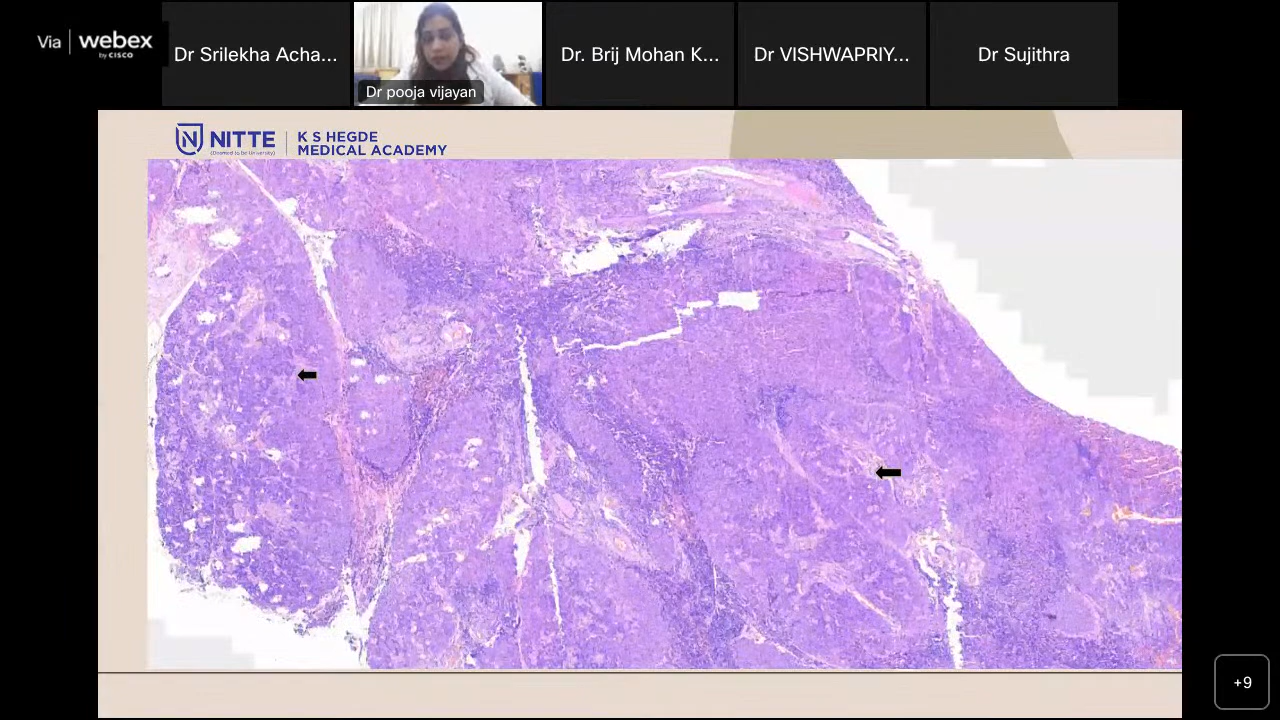 Via webex
by CISCO
Dr Srilekha Acha...
Dr pooja vijayan
Dr. Brij Mohan K...
Dr VISHWAPRIY...
Dr Sujithra
N NITTE
(Deemed to be University)
K S HEGDE
MEDICAL ACADEMY
+9